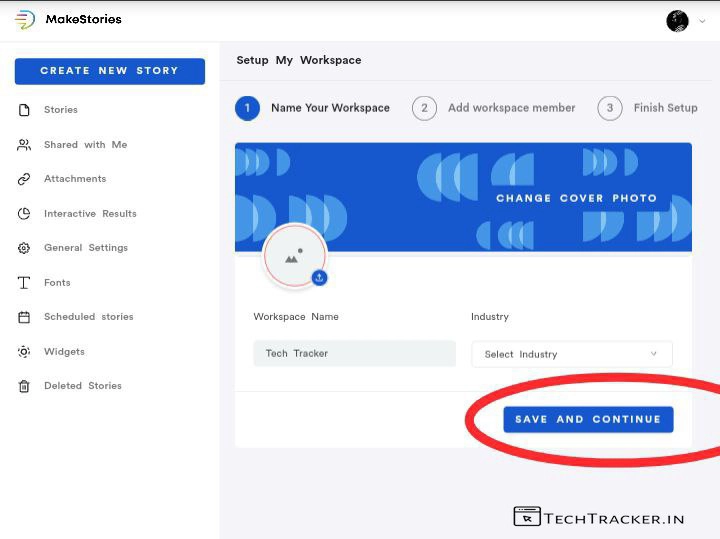 MakeStories
CREATE NEW STORY
Stories
Shared with Me
Attachments
Interactive Results
General Settings
Fonts
Scheduled stories
Widgets
Deleted Stories
Setup My Workspace
1 Name Your Workspace 2 Add workspace member 3 Finish Setup
CHANGE COVER PHOTO
Workspace Name Industry
Tech Tracker Select Industry
SAVE AND CONTINUE
TECHTRACKER.IN